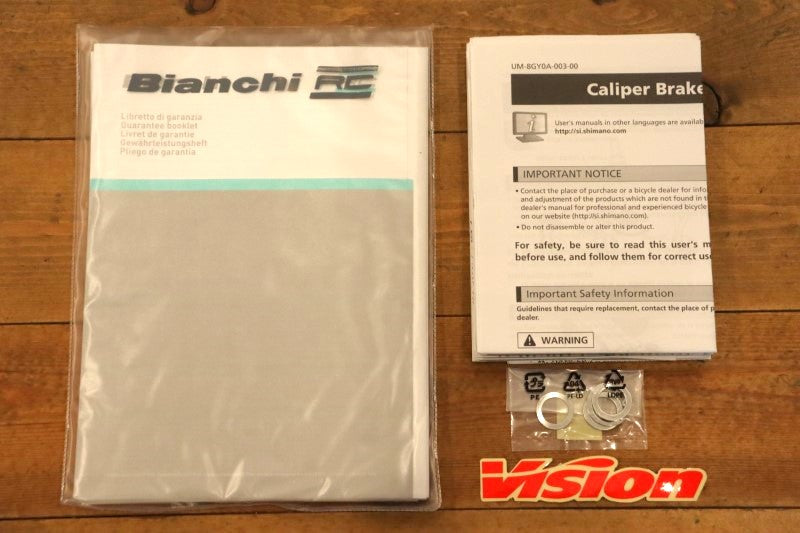 Bianchi RC
Libretto di garanzia
Guarantee booklet
Livret de garantie
Gewährleistungsheft
Pliego de garantia
UM-8GY0A-003-00
Caliper Brake
User's manuals in other languages are availab
http://si.shimano.com
IMPORTANT NOTICE
• Contact the place of purchase or a bicycle dealer for info
and adjustment of the products which are not found in t
dealer's manual for professional and experienced bicycle
on our website (http://si.shimano.com).
• Do not disassemble or alter this product.
For safety, be sure to read this user's m
before use, and follow them for correct use
Important Safety Information
Guidelines that require replacement, contact the place of p
dealer.
WARNING
プラ
PE
PE-LD
LDPE
Vision